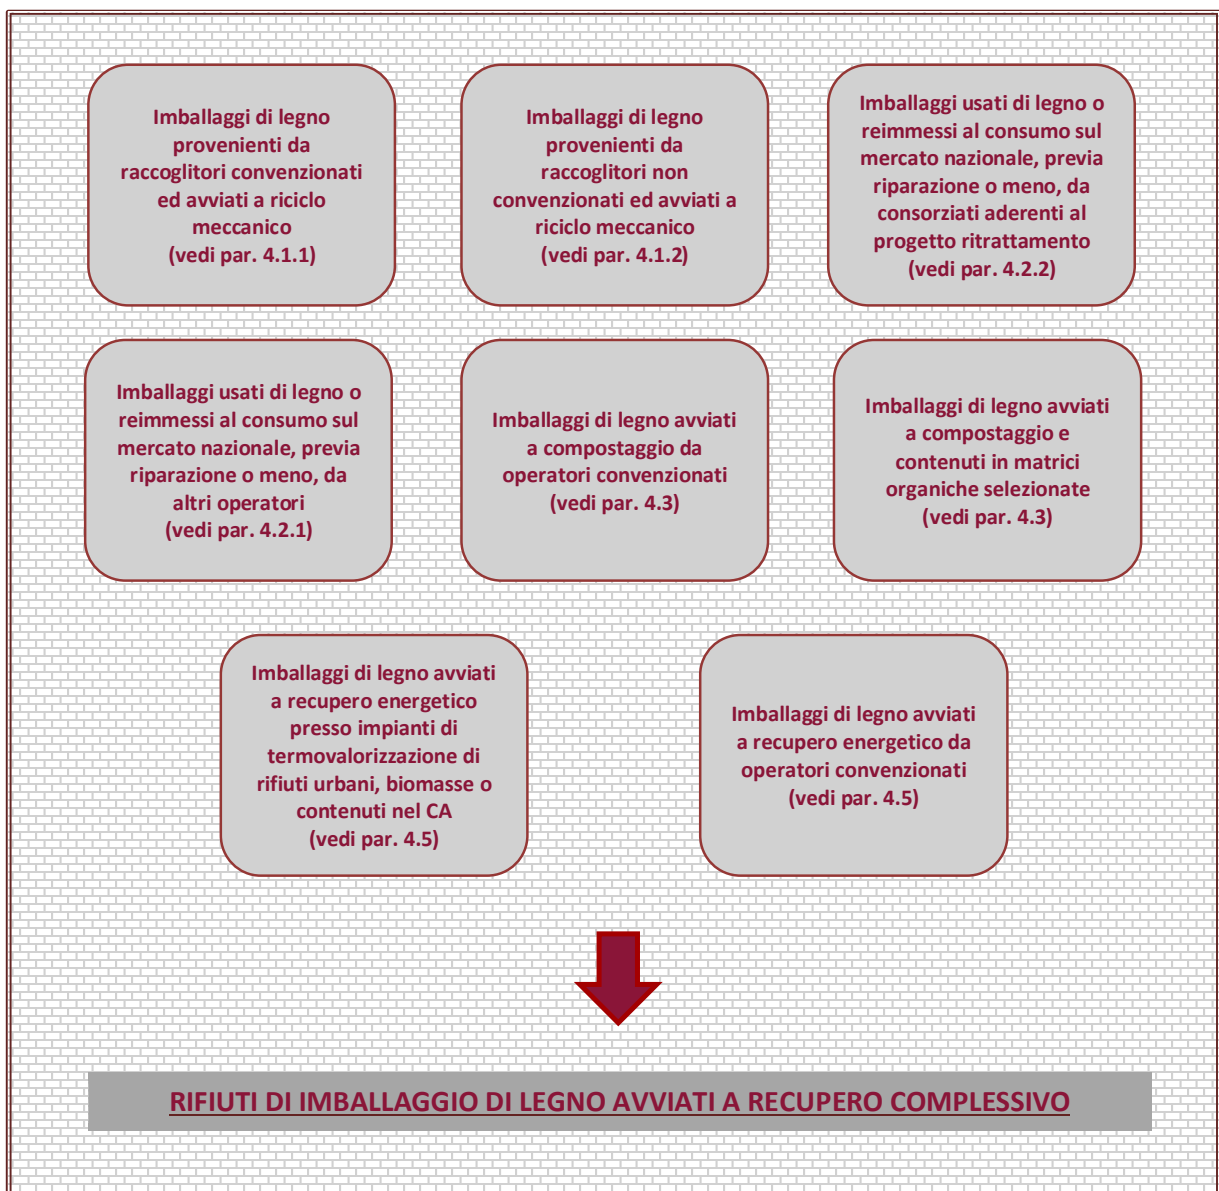 Imballaggi di legno
provenienti da
raccoglitori convenzionati
ed avviati a riciclo
meccanico
(vedi par. 4.1.1)
Imballaggi di legno
provenienti da
raccoglitori non
convenzionati ed avviati a
riciclo meccanico
(vedi par. 4.1.2)
Imballaggi usati di legno o
reimmessi al consumo sul
mercato nazionale, previa
riparazione o meno, da
consorziati aderenti al
progetto ritrattamento
(vedi par. 4.2.2)
Imballaggi usati di legno o
reimmessi al consumo sul
mercato nazionale, previa
riparazione o meno, da
altri operatori
(vedi par. 4.2.1)
Imballaggi di legno avviati
a compostaggio da
operatori convenzionati
(vedi par. 4.3)
Imballaggi di legno avviati
a compostaggio e
contenuti in matrici
organiche selezionate
(vedi par. 4.3)
Imballaggi di legno avviati
a recupero energetico
presso impianti di
termovalorizzazione di
rifiuti urbani, biomasse o
contenuti nel CA
(vedi par. 4.5)
Imballaggi di legno avviati
a recupero energetico da
operatori convenzionati
(vedi par. 4.5)
RIFIUTI DI IMBALLAGGIO DI LEGNO AVVIATI A RECUPERO COMPLESSIVO